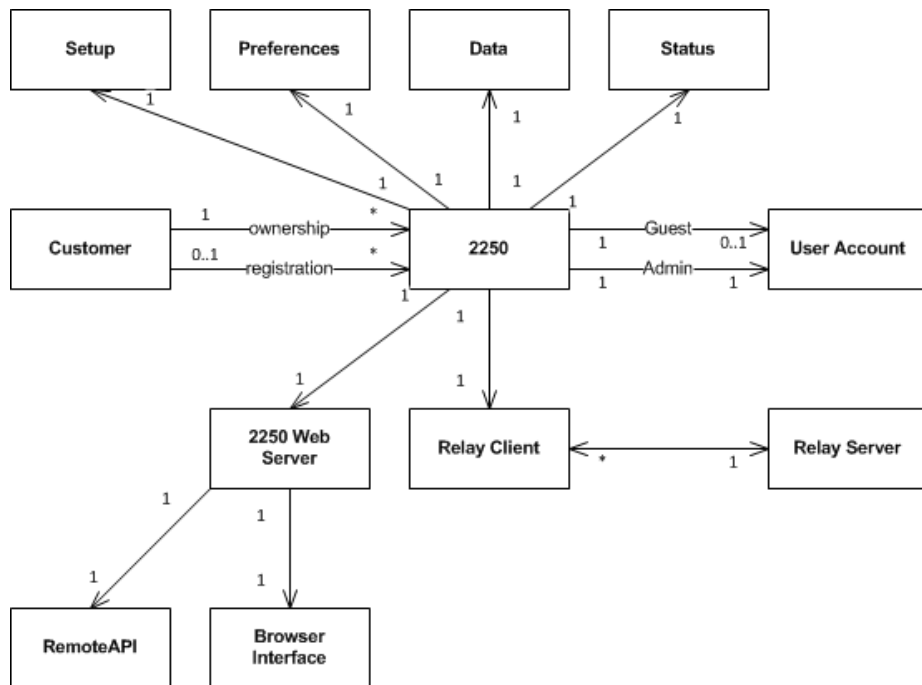 Setup
Preferences
Data
Status
1
1
1
1
1
1
1
1
Customer
1
ownership
*
0..1
registration
*
2250
1
Guest
0..1
1
Admin
1
User Account
1
1
1
1
2250 Web
Server
Relay Client
*
1
Relay Server
1
1
1
1
RemoteAPI
Browser
Interface